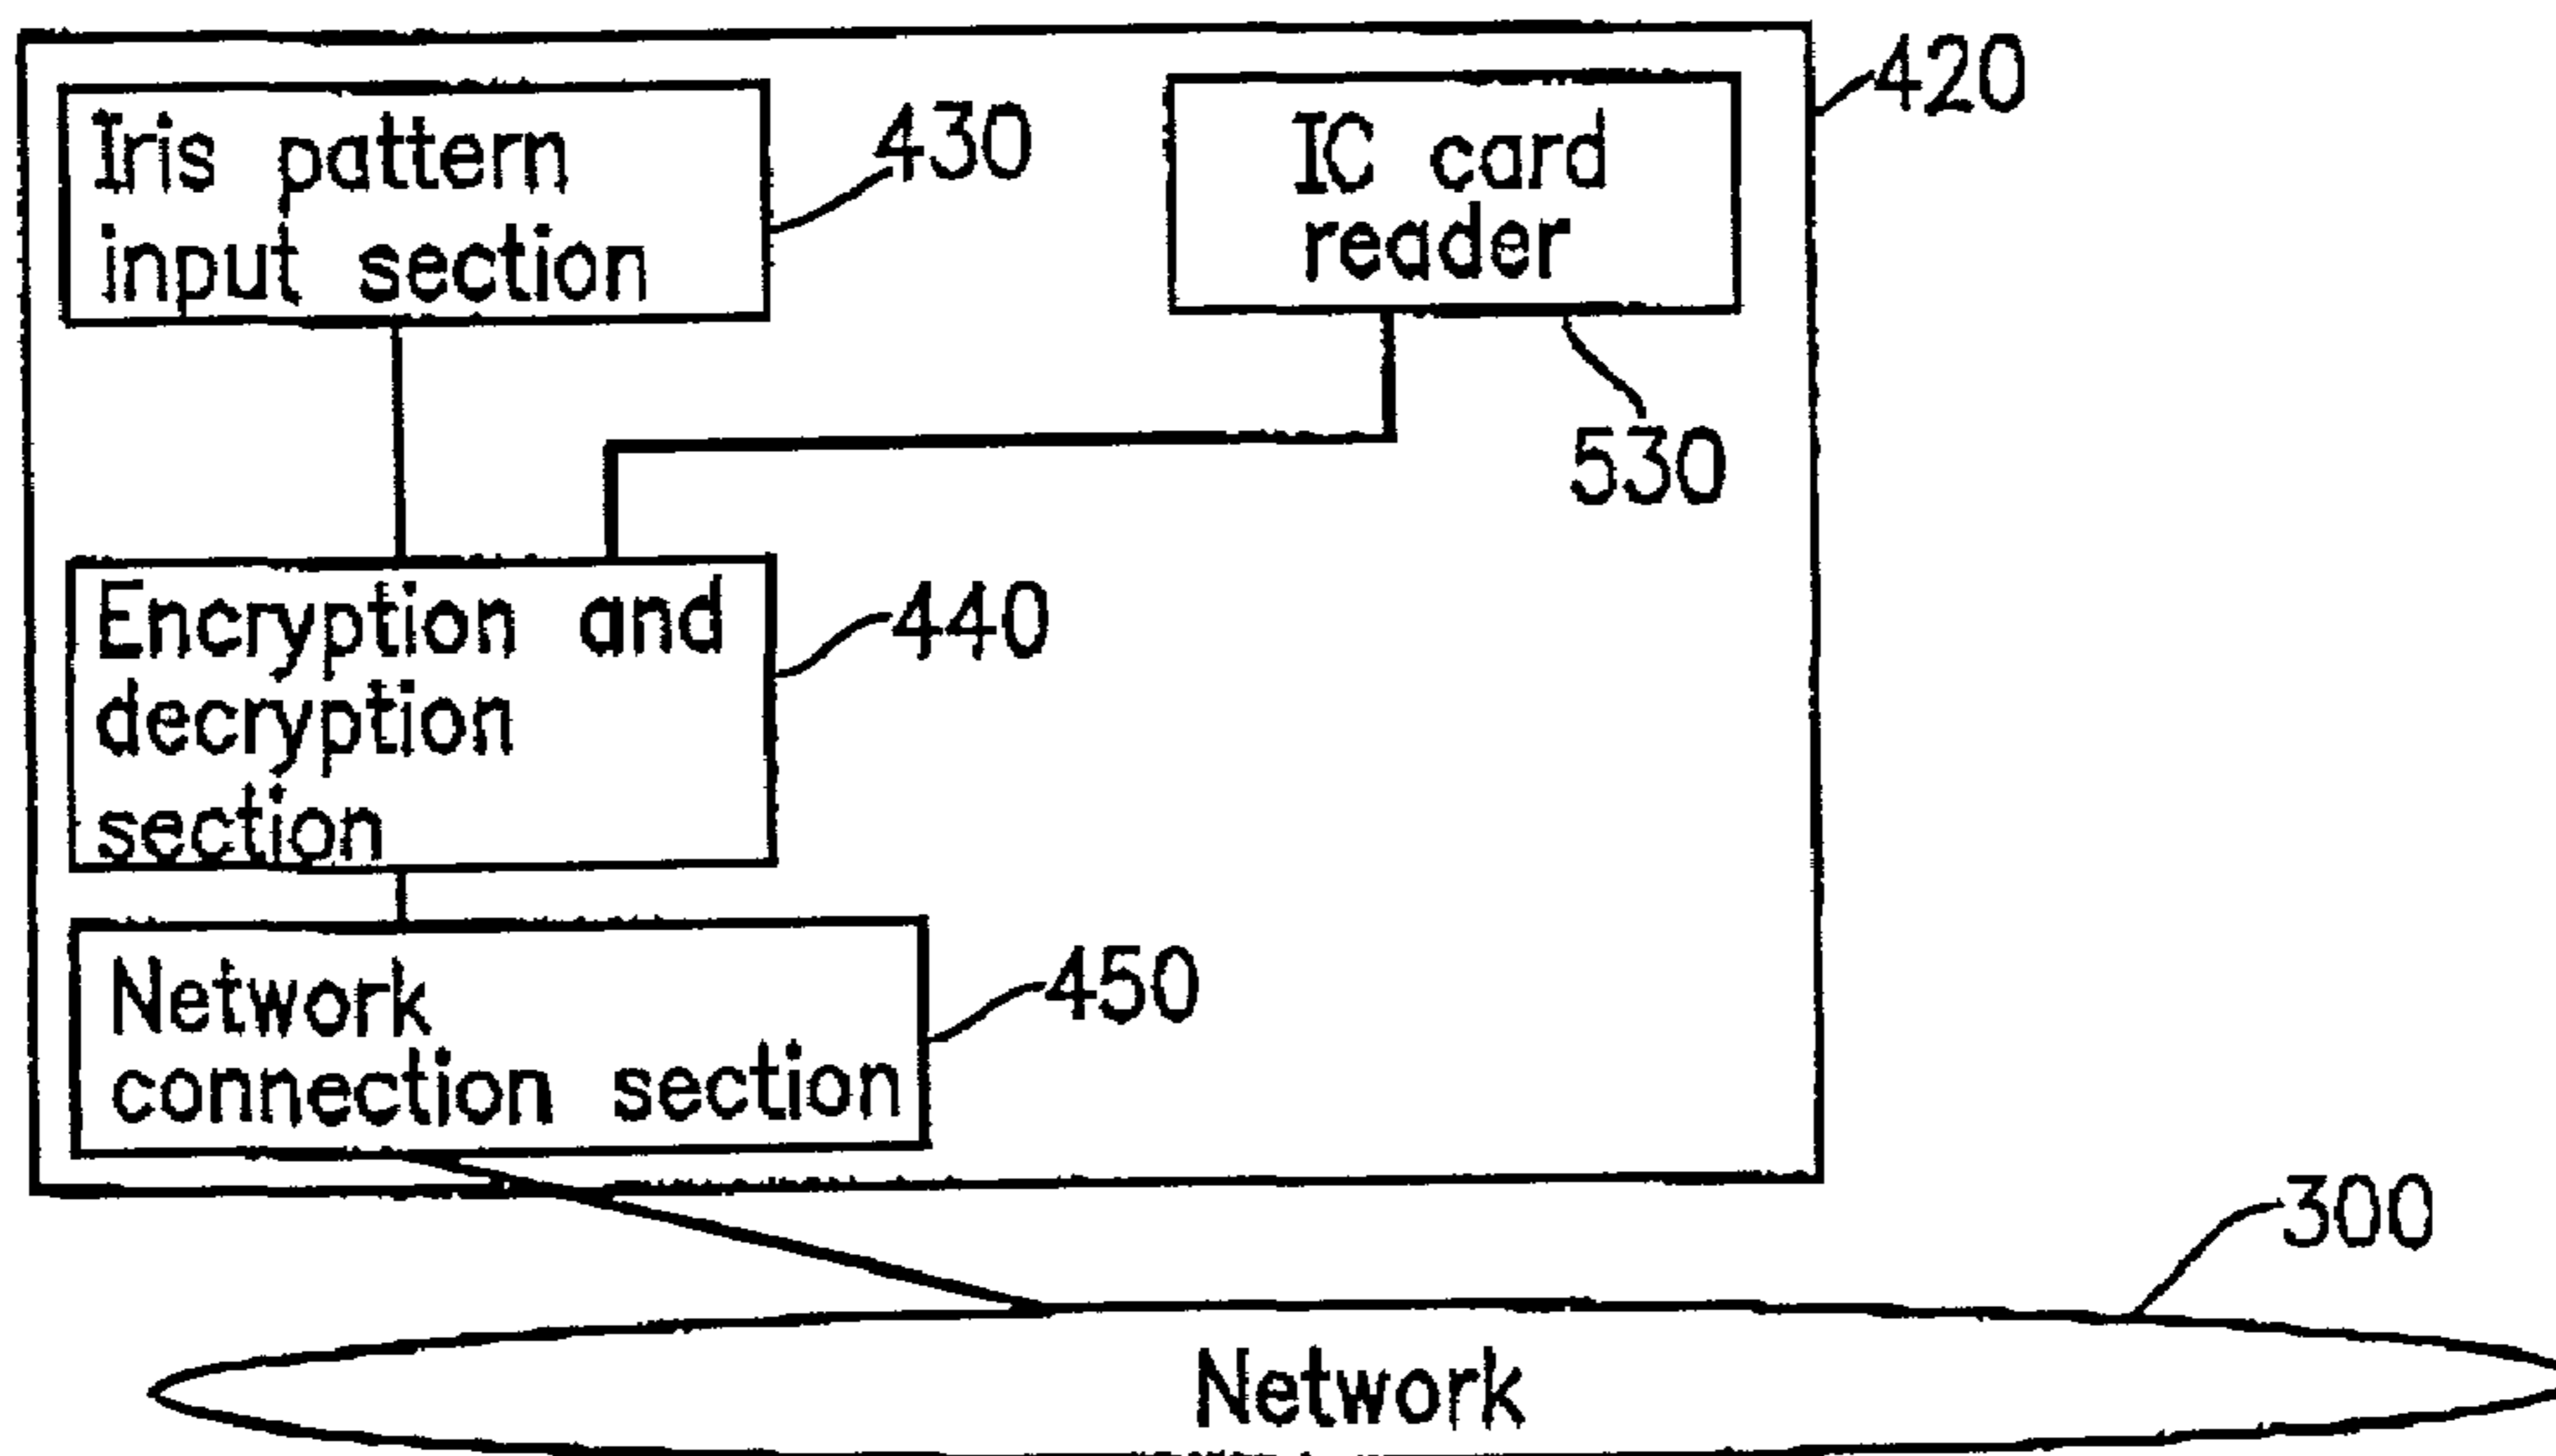 420
Iris pattern
input section
430
IC card
reader
530
Encryption and
decryption
section
440
Network
connection section
450
300
Network